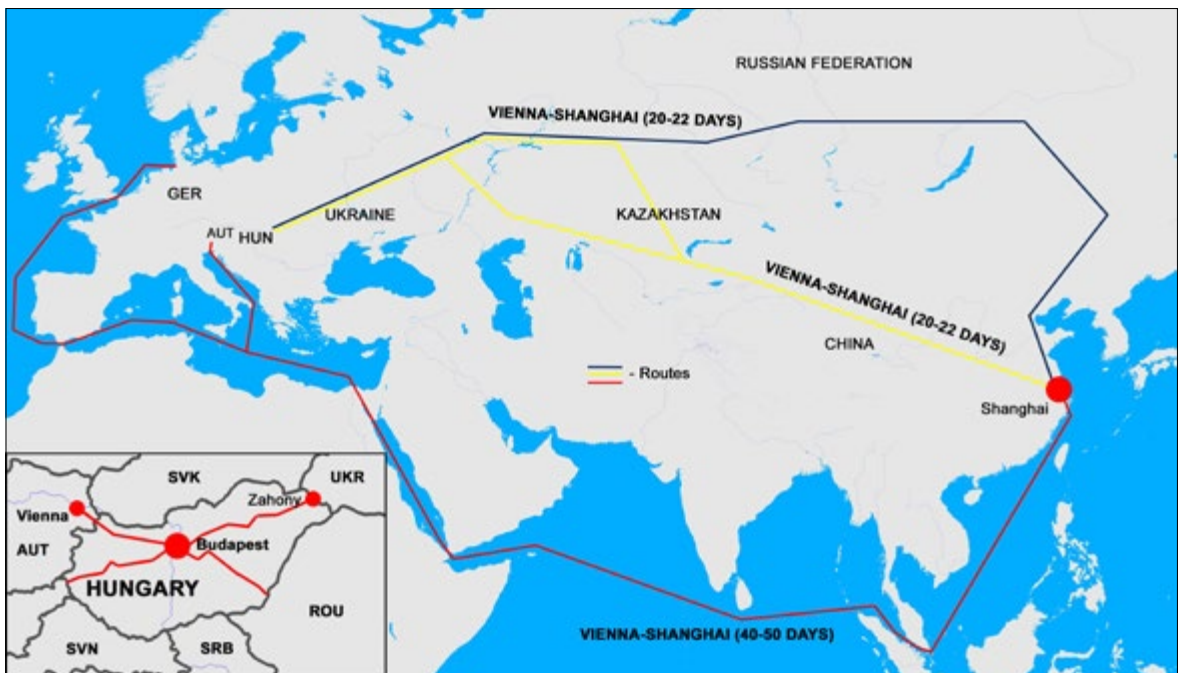 RUSSIAN FEDERATION
VIENNA-SHANGHAI (20-22 DAYS)
GER
UKRAINE
KAZAKHSTAN
AUT HUN
VIENNA-SHANGHAI (20-22 DAYS)
CHINA
- Routes
Shanghai
SVK
UKR
Zahony
Vienna
Budapest
AUT
HUNGARY
ROU
SVN
SRB
VIENNA-SHANGHAI (40-50 DAYS)